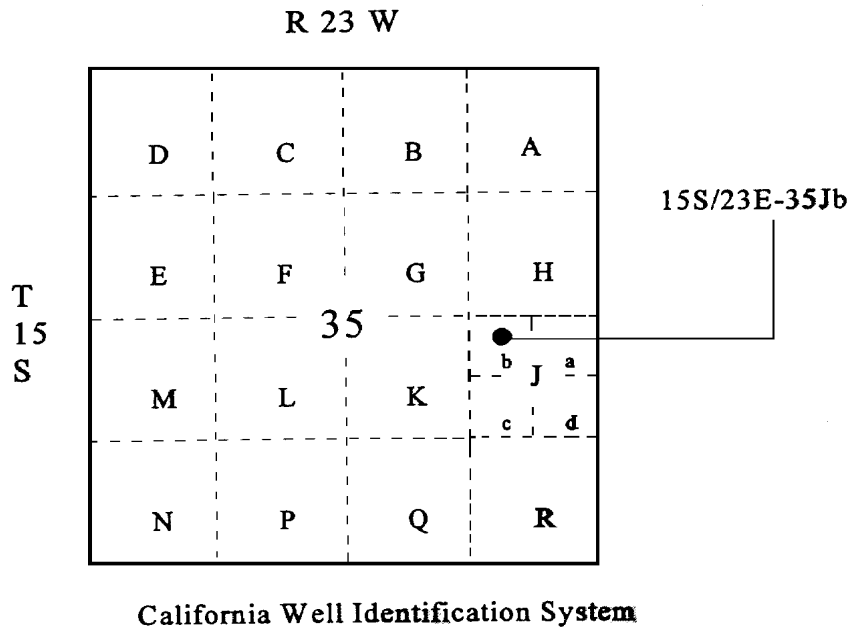 R 23 W
D C B A
15S/23E-35Jb
E F G H
T
15
S
35
b J a
M L K
c d
N P Q R
California Well Identification System